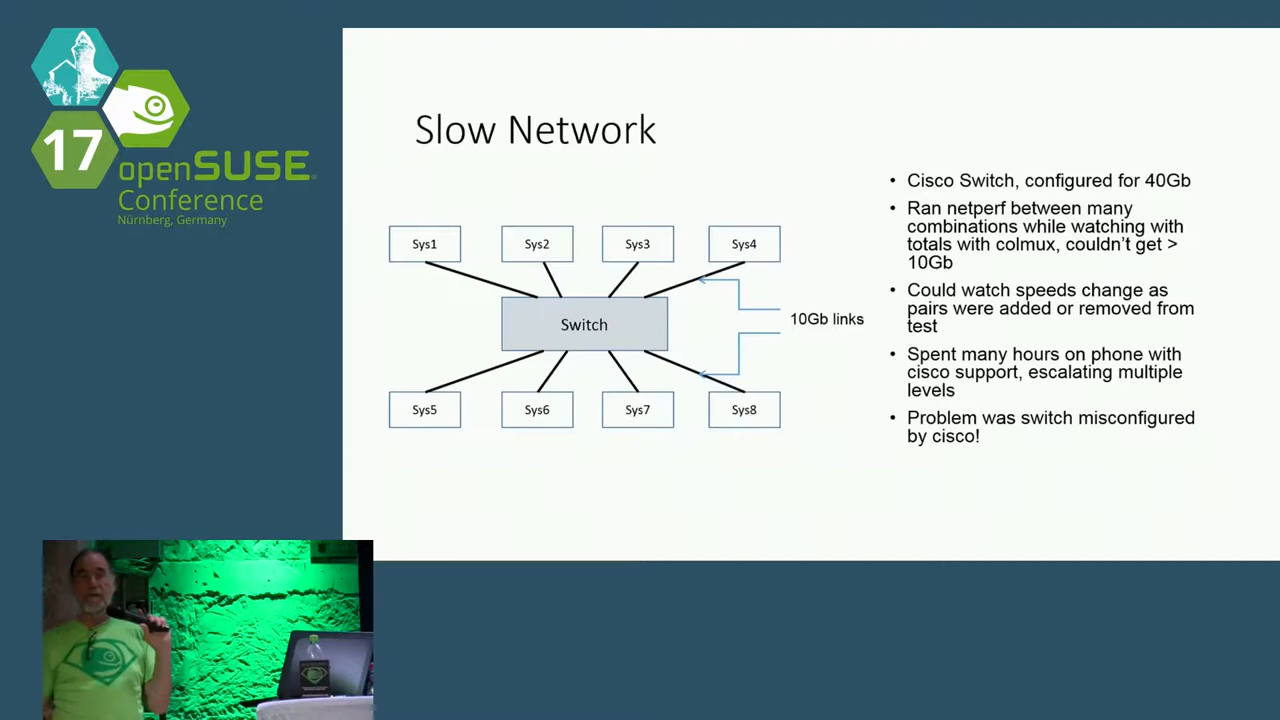 17
openSUSE
Conference
Nürnberg, Germany
Slow Network
Sys1
Sys2
Sys3
Sys4
Switch
10Gb links
Sys5
Sys6
Sys7
Sys8
• Cisco Switch, configured for 40Gb
• Ran netperf between many
combinations while watching with
totals with colmux, couldn’t get >
10Gb
• Could watch speeds change as
pairs were added or removed from
test
• Spent many hours on phone with
cisco support, escalating multiple
levels
• Problem was switch misconfigured
by cisco!